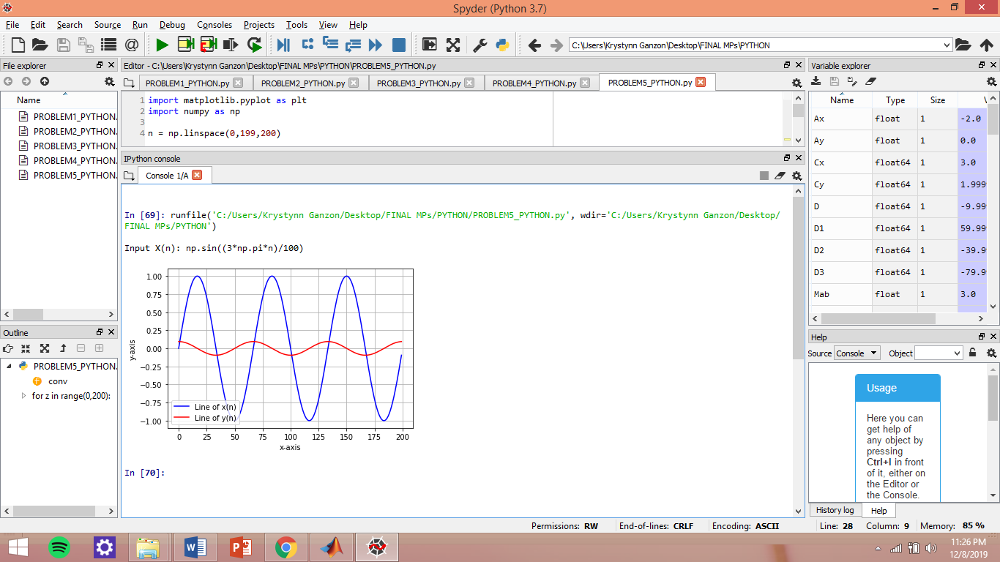 Spyder (Python 3.7)
File Edit Search Source Run Debug Consoles Projects Tools View Help
C:\Users\Krystynn Ganzon\Desktop\FINAL MPs\PYTHON
File explorer
Name
PROBLEM1_PYTHON.
PROBLEM2_PYTHON.
PROBLEM3_PYTHON.
PROBLEM4_PYTHON.
PROBLEM5_PYTHON.
Outline
PROBLEM5_PYTHON.
conv
for z in range(0,200):
Editor - C:\Users\Krystynn Ganzon\Desktop\FINAL MPs\PYTHON\PROBLEM5_PYTHON.py
PROBLEM1_PYTHON.py PROBLEM2_PYTHON.py PROBLEM3_PYTHON.py PROBLEM4_PYTHON.py PROBLEM5_PYTHON.py
1 import matplotlib.pyplot as plt
2 import numpy as np
3
4 n = np.linspace(0,199,200)
IPython console
Console 1/A
In [69]: runfile('C:/Users/Krystynn Ganzon/Desktop/FINAL MPs/PYTHON/PROBLEM5_PYTHON.py', wdir='C:/Users/Krystynn Ganzon/Desktop/
FINAL MPs/PYTHON')
Input X(n): np.sin((3*np.pi*n)/100)
1.00
0.75
0.50
0.25
0.00
−0.25
−0.50
−0.75
−1.00
y-axis
Line of x(n)
Line of y(n)
0 25 50 75 100 125 150 175 200
x-axis
In [70]:
Variable explorer
Name Type Size V
Ax float 1 -2.0
Ay float 1 0.0
Cx float64 1 3.0
Cy float64 1 1.999
D float64 1 -9.99
D1 float64 1 59.99
D2 float64 1 -39.9
D3 float64 1 -79.9
Mab float 1 3.0
Help
Source Console Object
Usage
Here you can
get help of
any object by
pressing
Ctrl+I in front
of it, either on
the Editor or
the Console.
History log Help
Permissions: RW End-of-lines: CRLF Encoding: ASCII Line: 28 Column: 9 Memory: 85 %
11:26 PM
12/8/2019